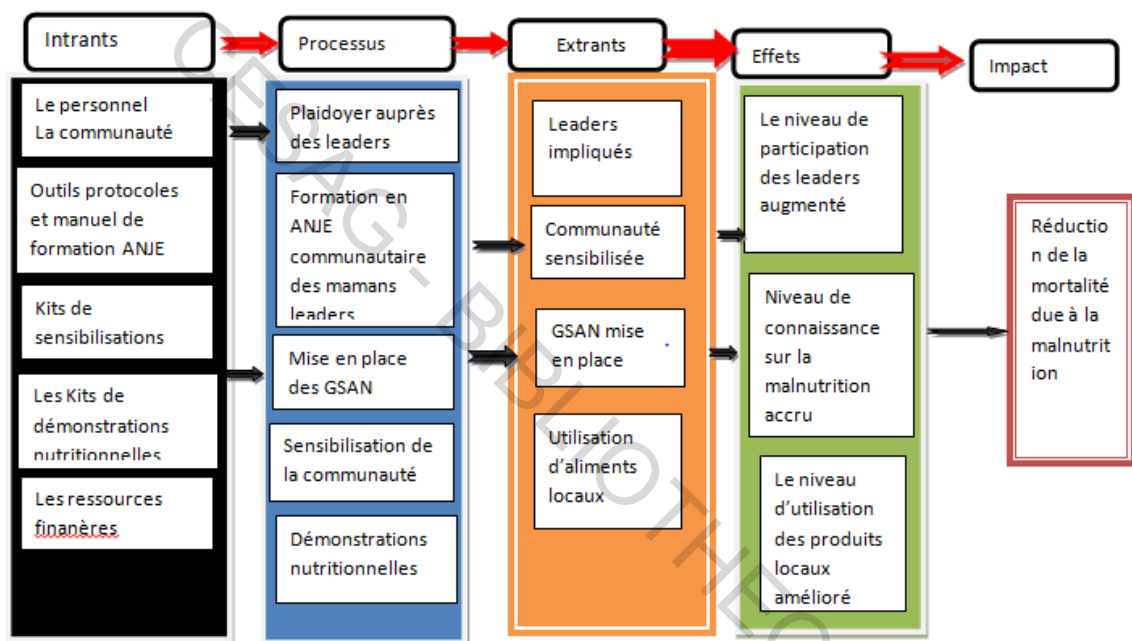 Intrants
Processus
Extrants
Effets
Impact
Le personnel
La communauté
Outils protocoles
et manuel de
formation ANJE
Kits de
sensibilisations
Les Kits de
démonstrations
nutritionnelles
Les ressources
finanères
Plaidoyer auprès
des leaders
Formation en
ANJE
communautaire
des mamans
leaders
Mise en place
des GSAN
Sensibilisation de
la communauté
Démonstrations
nutritionnelles
Leaders
impliqués
Communauté
sensibilisée
GSAN mise
en place
Utilisation
d'aliments
locaux
Le niveau de
participation
des leaders
augmenté
Niveau de
connaissance
sur la
malnutrition
accru
Le niveau
d'utilisation
des produits
locaux
amélioré
Réductio
n de la
mortalité
due à la
malnutrit
ion
CESAG - BIBLIOTHEQ